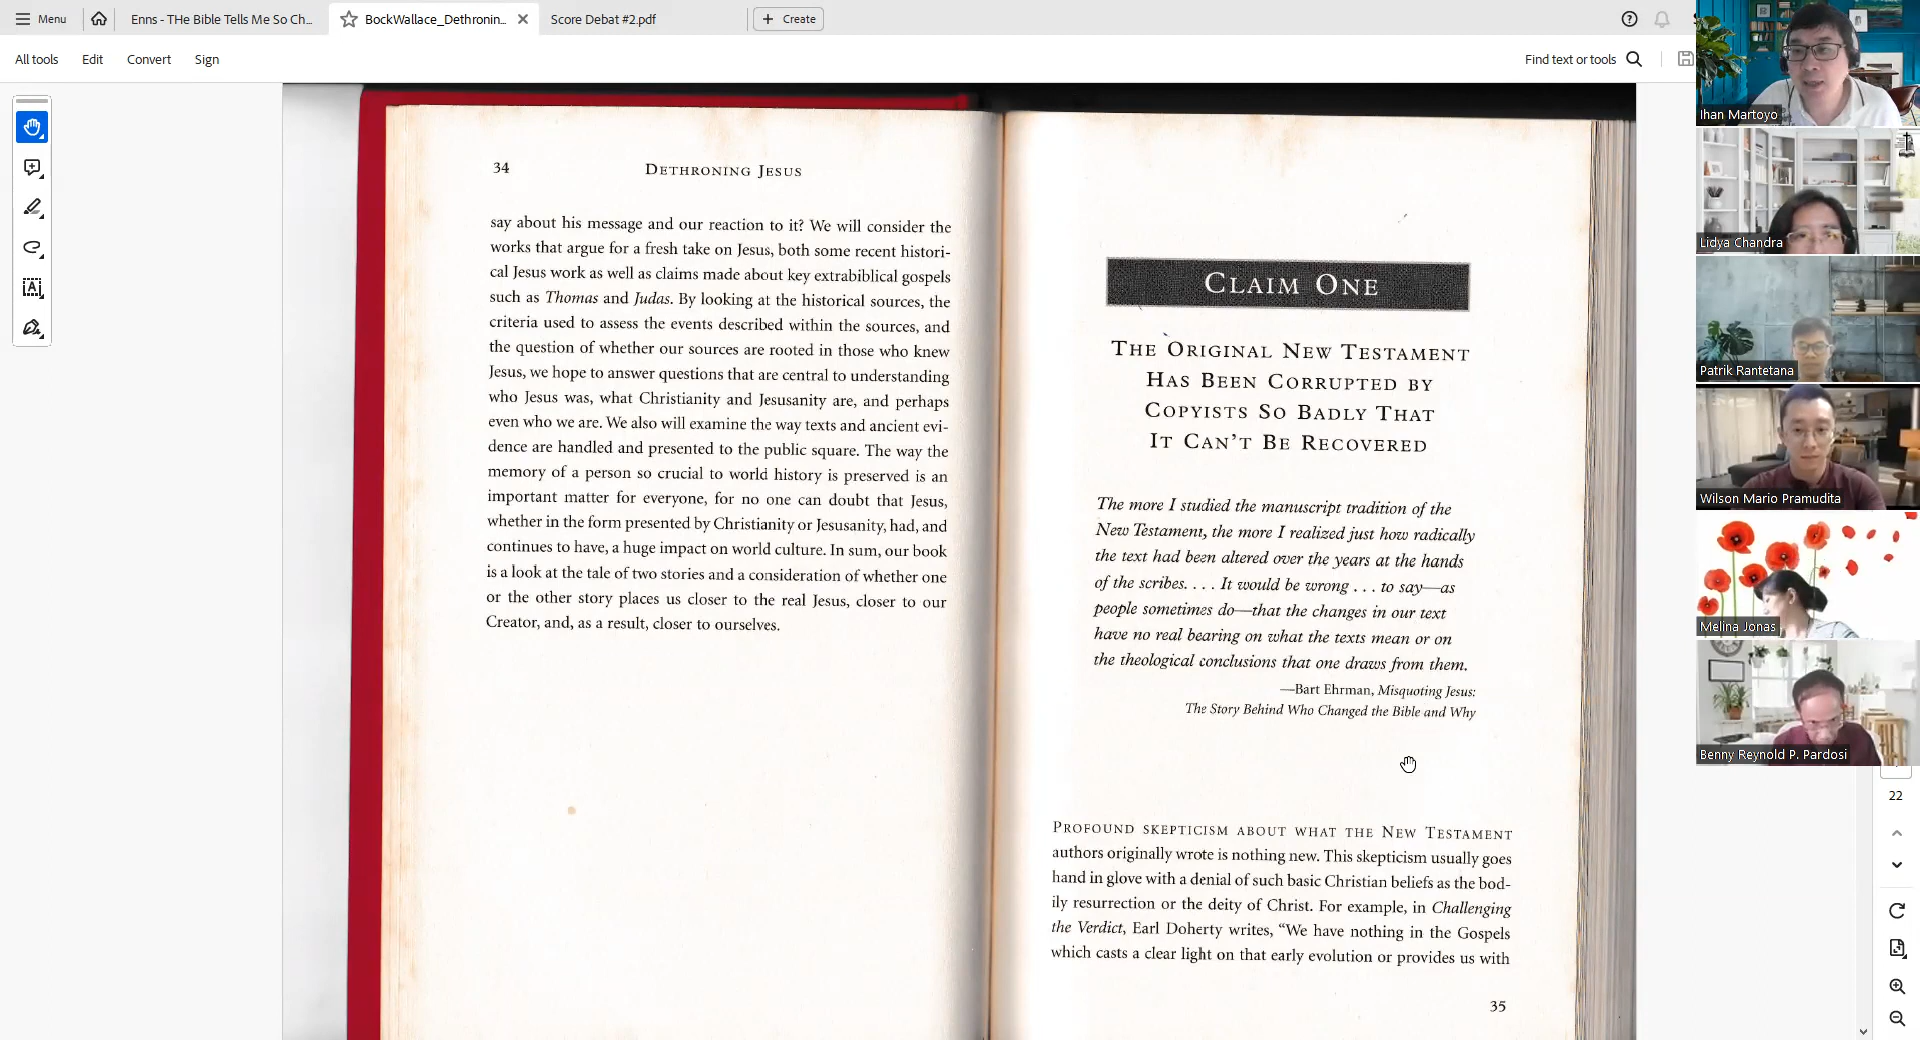 Menu
Enns - THe Bible Tells Me So Ch...
BockWallace_Dethronin...
Score Debat #2.pdf
Create
All tools
Edit
Convert
Sign
Find text or tools
34
DETHRONING JESUS
say about his message and our reaction to it? We will consider the
works that argue for a fresh take on Jesus, both some recent histori-
cal Jesus work as well as claims made about key extrabiblical gospels
such as Thomas and Judas. By looking at the historical sources, the
criteria used to assess the events described within the sources, and
the question of whether our sources are rooted in those who knew
Jesus, we hope to answer questions that are central to understanding
who Jesus was, what Christianity and Jesusanity are, and perhaps
even who we are. We also will examine the way texts and ancient evi-
dence are handled and presented to the public square. The way the
memory of a person so crucial to world history is preserved is an
important matter for everyone, for no one can doubt that Jesus,
whether in the form presented by Christianity or Jesusanity, had, and
continues to have, a huge impact on world culture. In sum, our book
is a look at the tale of two stories and a consideration of whether one
or the other story places us closer to the real Jesus, closer to our
Creator, and, as a result, closer to ourselves.
CLAIM ONE
THE ORIGINAL NEW TESTAMENT
HAS BEEN CORRUPTED BY
COPYISTS SO BADLY THAT
IT CAN'T BE RECOVERED
The more I studied the manuscript tradition of the
New Testament, the more I realized just how radically
the text had been altered over the years at the hands
of the scribes. . . . It would be wrong . . . to say—as
people sometimes do—that the changes in our text
have no real bearing on what the texts mean or on
the theological conclusions that one draws from them.
—Bart Ehrman, Misquoting Jesus:
The Story Behind Who Changed the Bible and Why
PROFOUND SKEPTICISM ABOUT WHAT THE NEW TESTAMENT
authors originally wrote is nothing new. This skepticism usually goes
hand in glove with a denial of such basic Christian beliefs as the bod-
ily resurrection or the deity of Christ. For example, in Challenging
the Verdict, Earl Doherty writes, “We have nothing in the Gospels
which casts a clear light on that early evolution or provides us with
35
Ihan Martoyo
Lidya Chandra
Patrik Rantetana
Wilson Mario Pramudita
Melina Jonas
Benny Reynold P. Pardosi
22